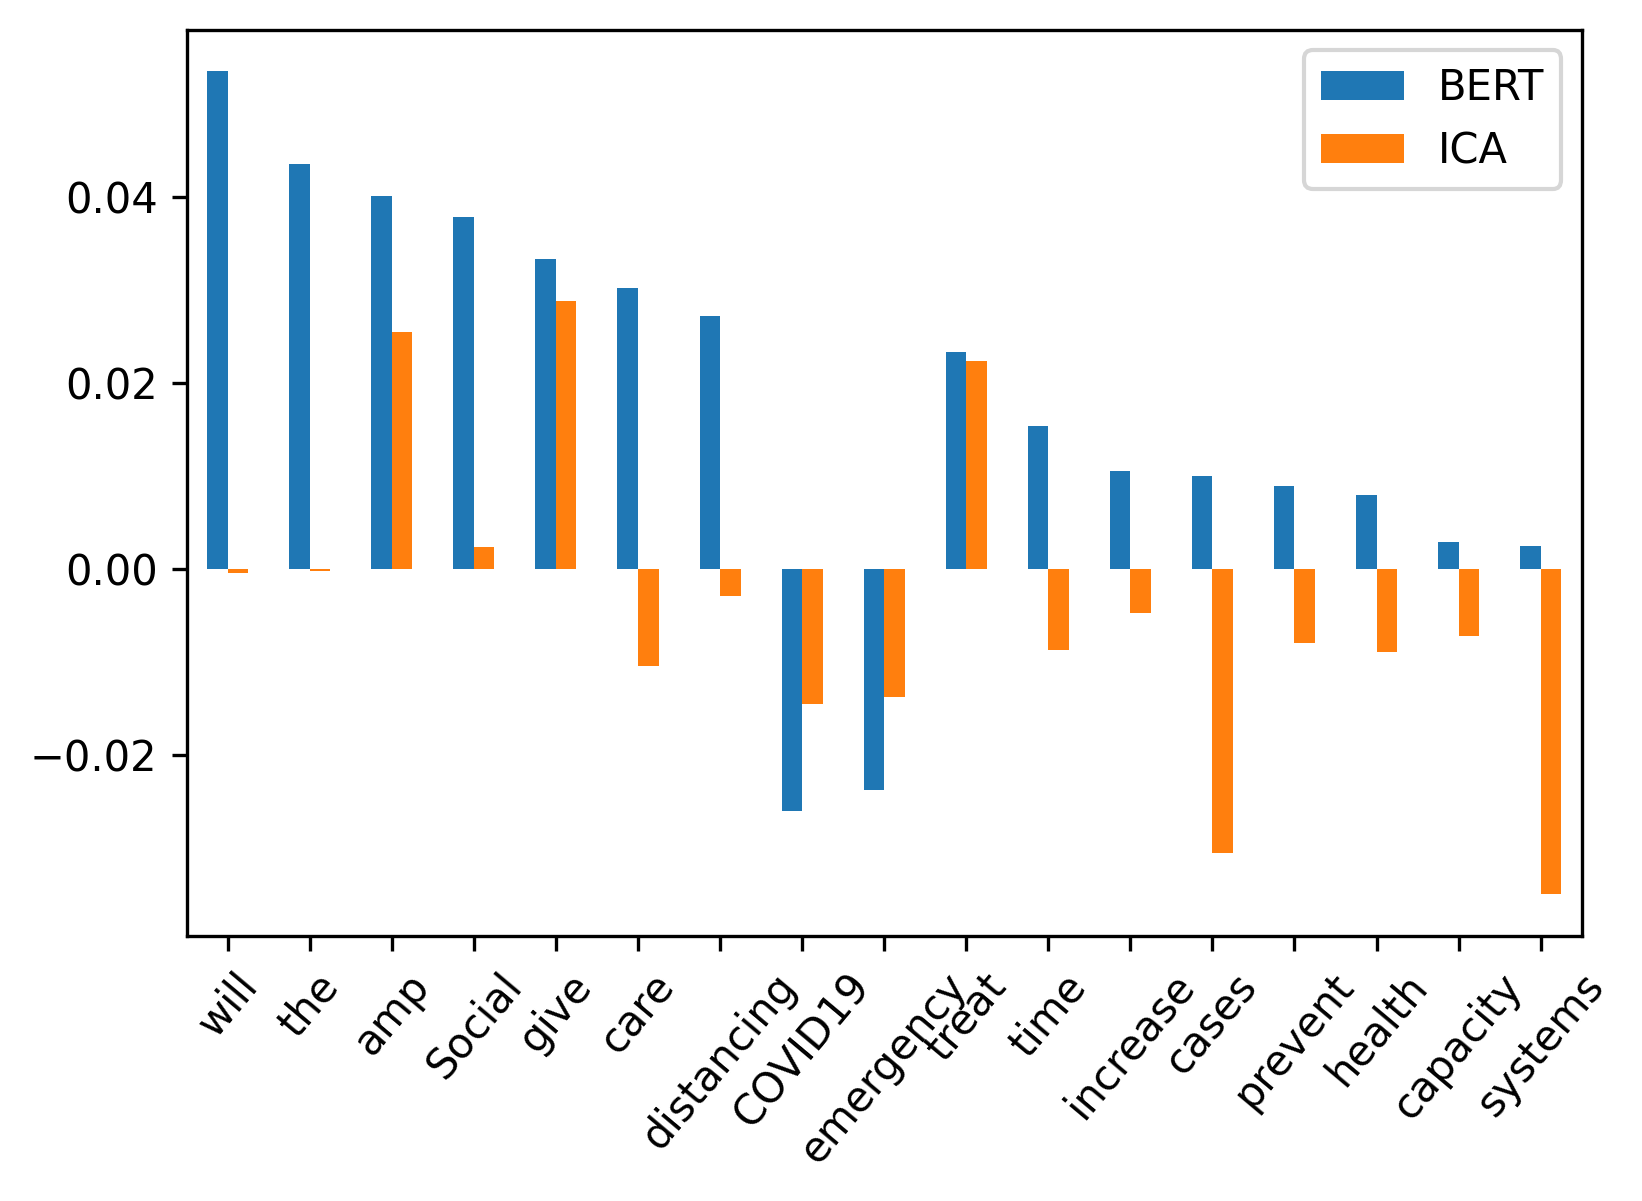 BERT
ICA
0.04
0.02
0.00
−0.02
will
the
amp
Social
give
care
distancing
COVID19
emergency
treat
time
increase
cases
prevent
health
capacity
systems